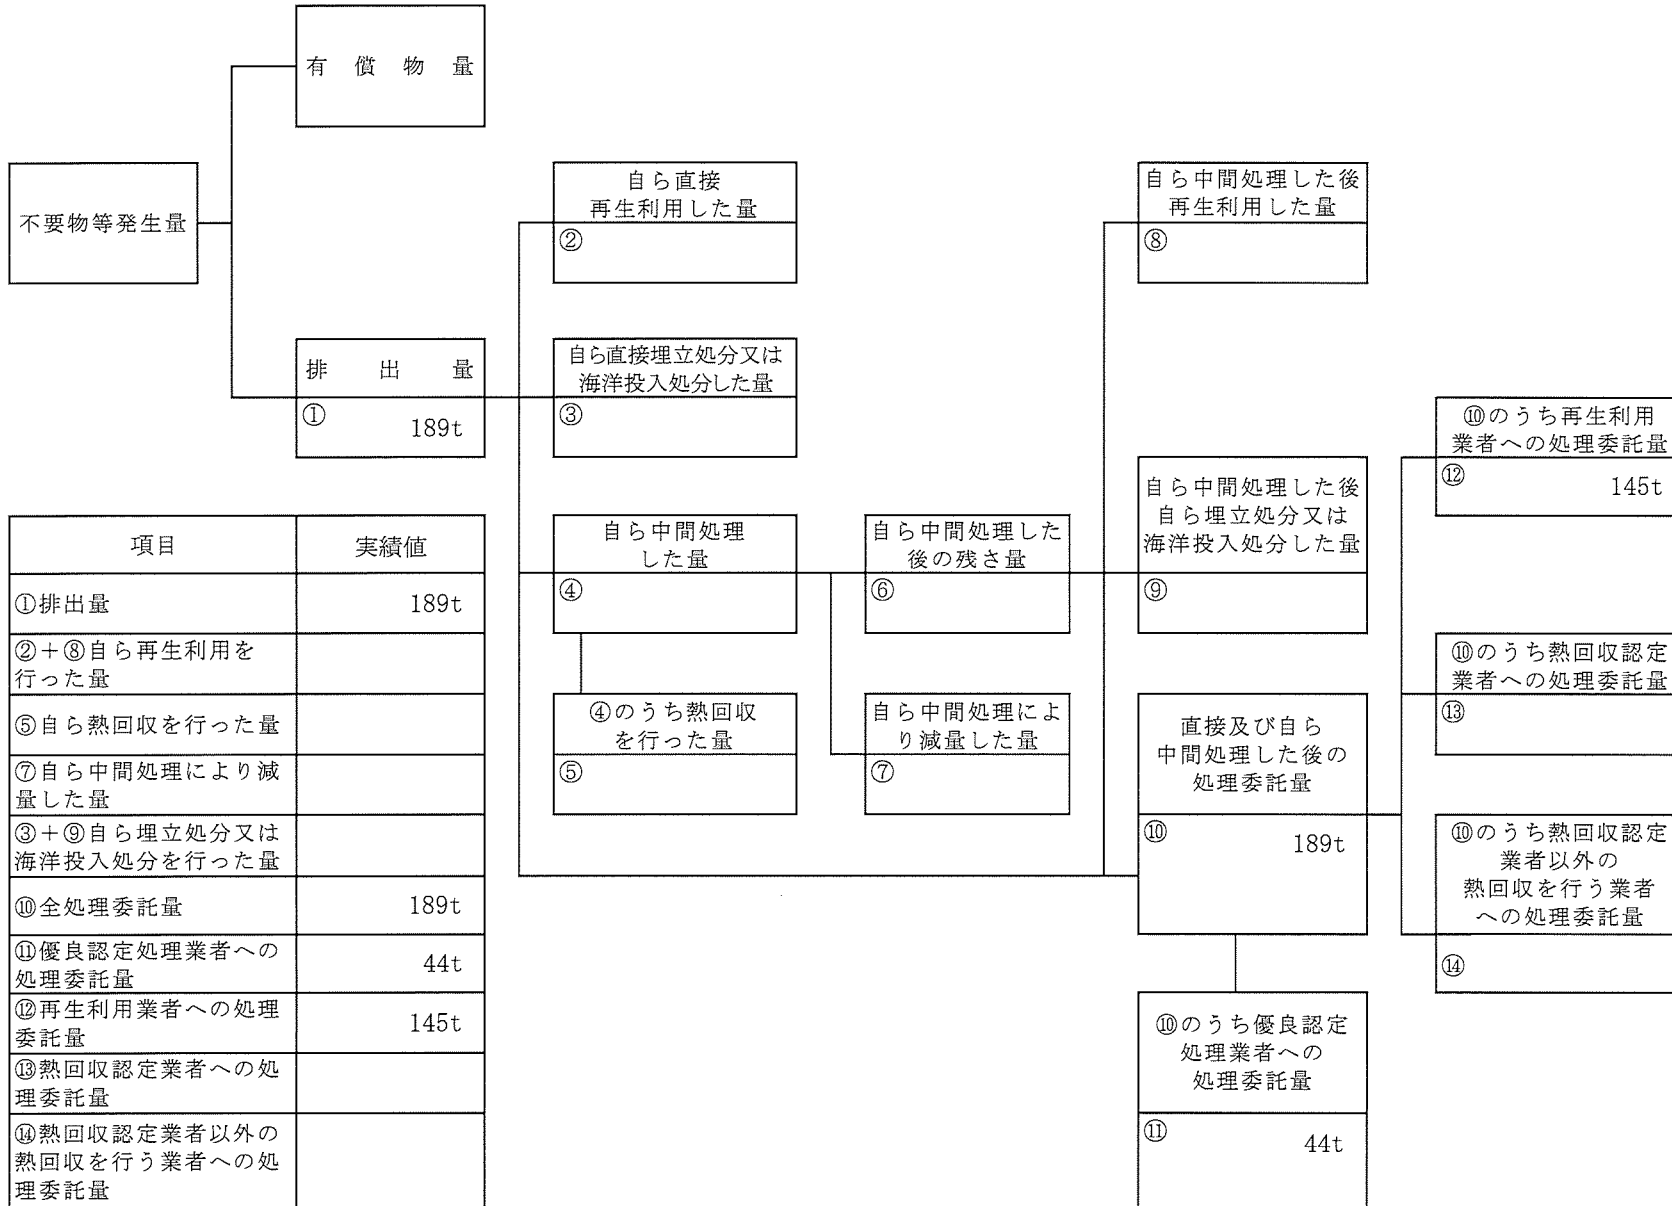 有償物量
不要物等発生量
排出量
① 189t
自ら直接
再生利用した量
②
自ら直接埋立処分又は
海洋投入処分した量
③
自ら中間処理
した量
④
④のうち熱回収
を行った量
⑤
自ら中間処理した
後の残さ量
⑥
自ら中間処理によ
り減量した量
⑦
自ら中間処理した後
再生利用した量
⑧
自ら中間処理した後
自ら埋立処分又は
海洋投入処分した量
⑨
直接及び自ら
中間処理した後の
処理委託量
⑩ 189t
⑩のうち優良認定
処理業者への
処理委託量
⑪ 44t
⑩のうち再生利用
業者への処理委託量
⑫ 145t
⑩のうち熱回収認定
業者への処理委託量
⑬
⑩のうち熱回収認定
業者以外の
熱回収を行う業者
への処理委託量
⑭
項目 実績値
①排出量 189t
②+⑧自ら再生利用を
行った量
⑤自ら熱回収を行った量
⑦自ら中間処理により減
量した量
③+⑨自ら埋立処分又は
海洋投入処分を行った量
⑩全処理委託量 189t
⑪優良認定処理業者への
処理委託量 44t
⑫再生利用業者への処理
委託量 145t
⑬熱回収認定業者への処
理委託量
⑭熱回収認定業者以外の
熱回収を行う業者への処
理委託量